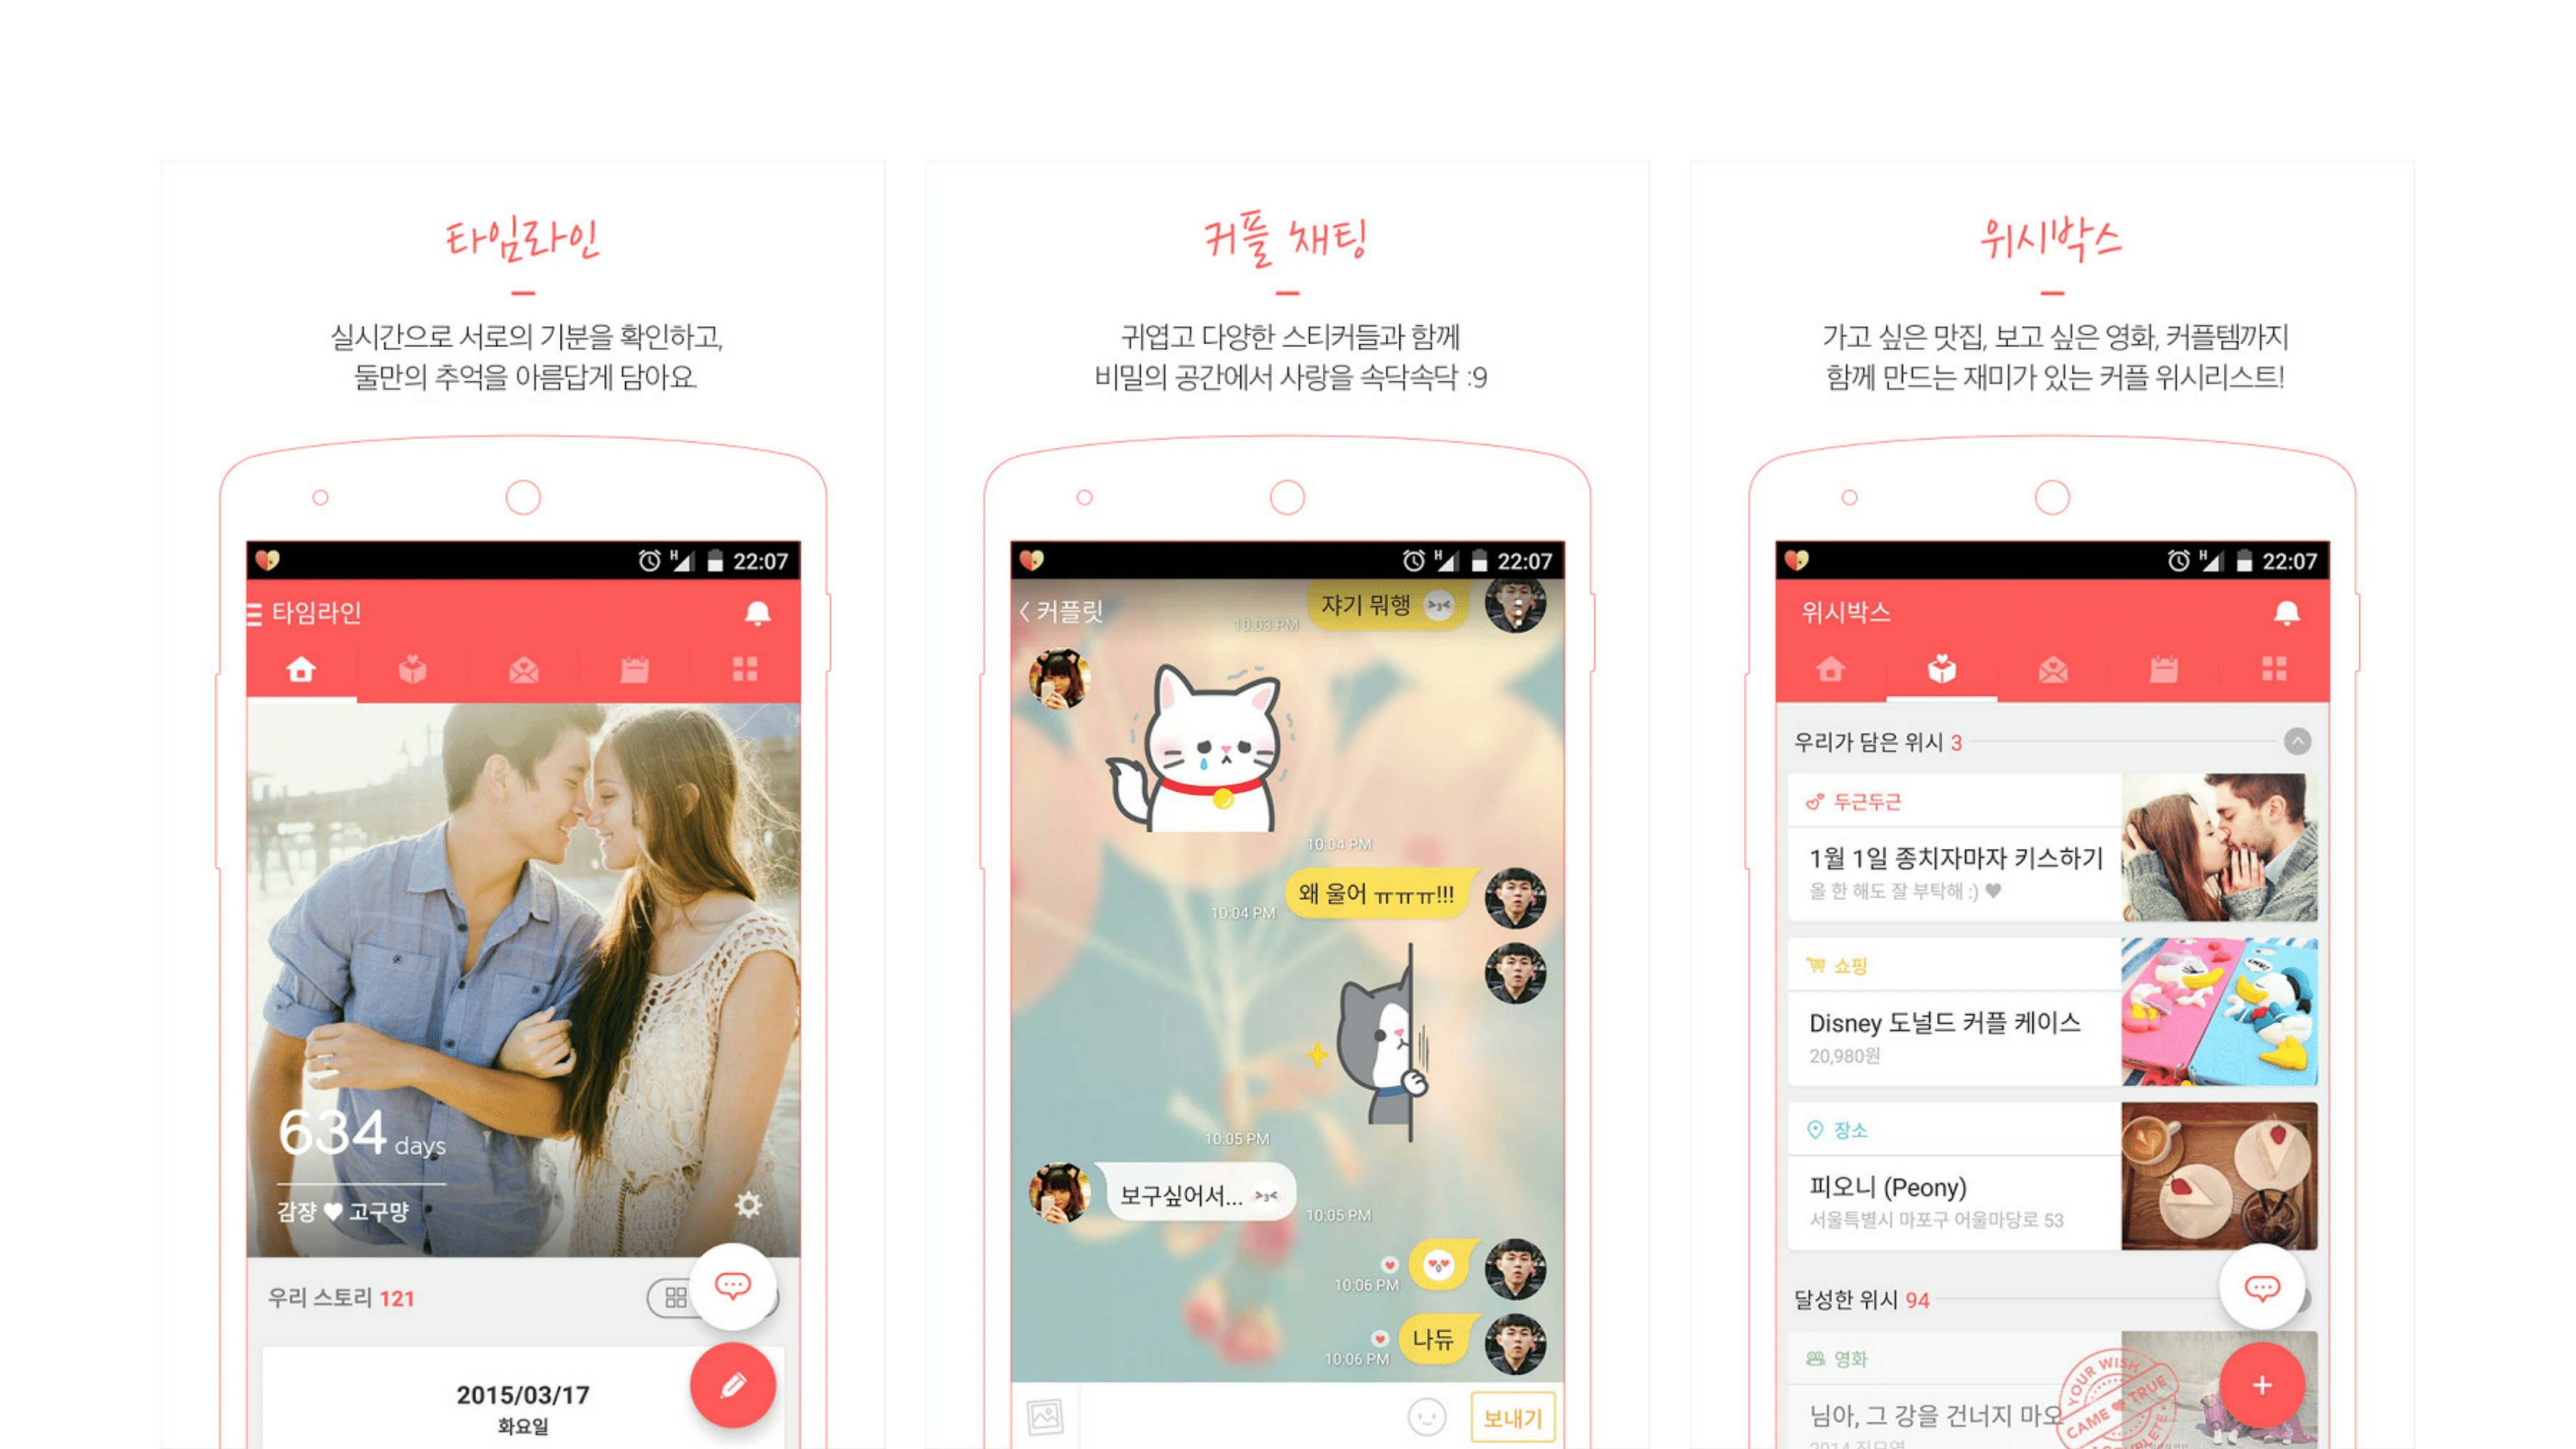 타임라인
실시간으로 서로의 기분을 확인하고,
둘만의 추억을 아름답게 담아요.
22:07
타임라인
634 days
감쟝 ♥ 고구먕
우리 스토리 121
2015/03/17
화요일
커플 채팅
귀엽고 다양한 스티커들과 함께
비밀의 공간에서 사랑을 속닥속닥 :9
22:07
커플릿
쟈기 뭐행
10:03 PM
10:04 PM
왜 울어 ㅠㅠㅠ!!!
10:04 PM
10:05 PM
보구싶어서...
10:05 PM
10:06 PM
나듀
10:06 PM
보내기
위시박스
가고 싶은 맛집, 보고 싶은 영화, 커플템까지
함께 만드는 재미가 있는 커플 위시리스트!
22:07
위시박스
우리가 담은 위시 3
두근두근
1월 1일 종치자마자 키스하기
올 한 해도 잘 부탁해 :) ♥
쇼핑
Disney 도널드 커플 케이스
20,980원
장소
피오니 (Peony)
서울특별시 마포구 어울마당로 53
달성한 위시 94
영화
님아, 그 강을 건너지 마오
YOUR WISH
CAME TRUE